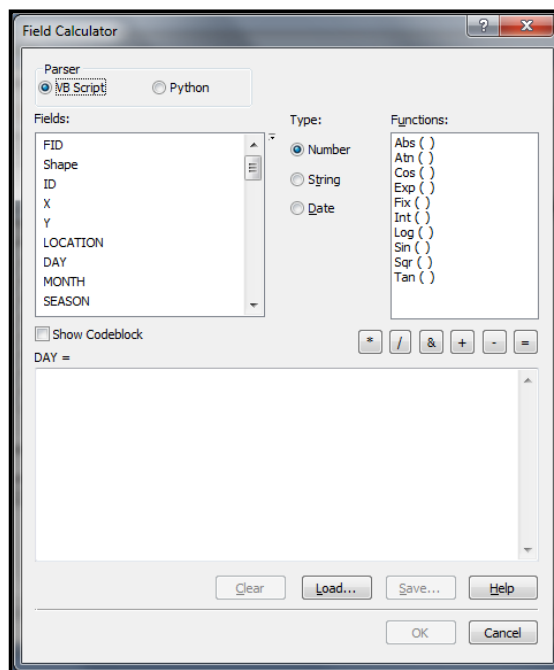 Field Calculator
?
X
Parser
VB Script
Python
Fields:
Type:
Functions:
FID
Shape
ID
X
Y
LOCATION
DAY
MONTH
SEASON
Number
String
Date
Abs ( )
Atn ( )
Cos ( )
Exp ( )
Fix ( )
Int ( )
Log ( )
Sin ( )
Sqr ( )
Tan ( )
Show Codeblock
* / & + - =
DAY =
Clear
Load...
Save...
Help
OK
Cancel